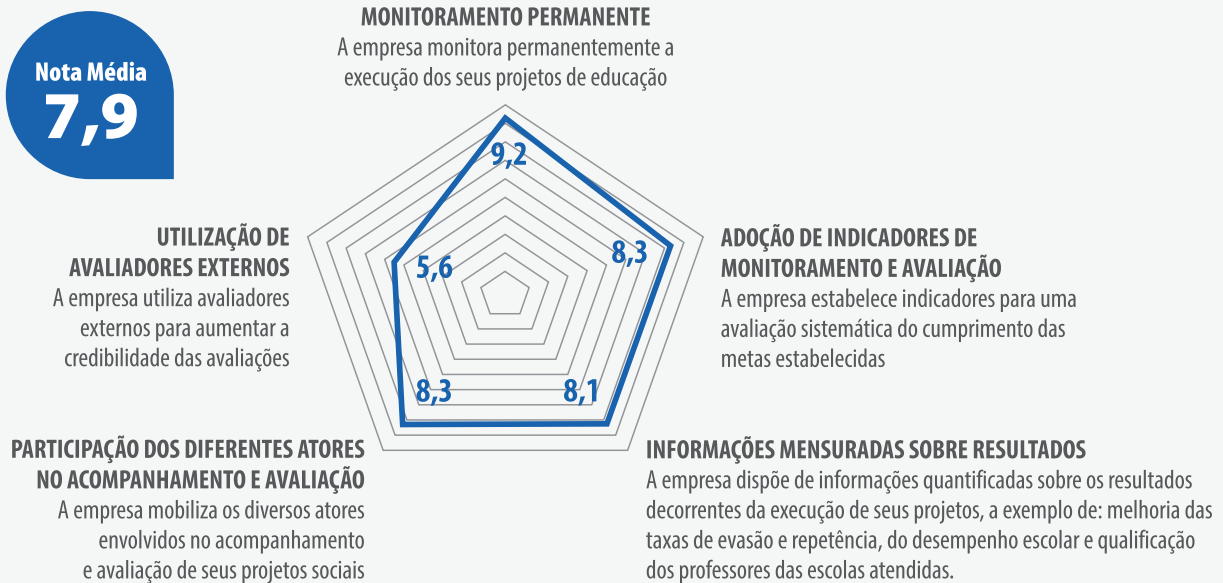 Nota Média
7,9
MONITORAMENTO PERMANENTE
A empresa monitora permanentemente a
execução dos seus projetos de educação
9,2
8,3
5,6
8,3
8,1
UTILIZAÇÃO DE
AVALIADORES EXTERNOS
A empresa utiliza avaliadores
externos para aumentar a
credibilidade das avaliações
ADOÇÃO DE INDICADORES DE
MONITORAMENTO E AVALIAÇÃO
A empresa estabelece indicadores para uma
avaliação sistemática do cumprimento das
metas estabelecidas
PARTICIPAÇÃO DOS DIFERENTES ATORES
NO ACOMPANHAMENTO E AVALIAÇÃO
A empresa mobiliza os diversos atores
envolvidos no acompanhamento
e avaliação de seus projetos sociais
INFORMAÇÕES MENSURADAS SOBRE RESULTADOS
A empresa dispõe de informações quantificadas sobre os resultados
decorrentes da execução de seus projetos, a exemplo de: melhoria das
taxas de evasão e repetência, do desempenho escolar e qualificação
dos professores das escolas atendidas.